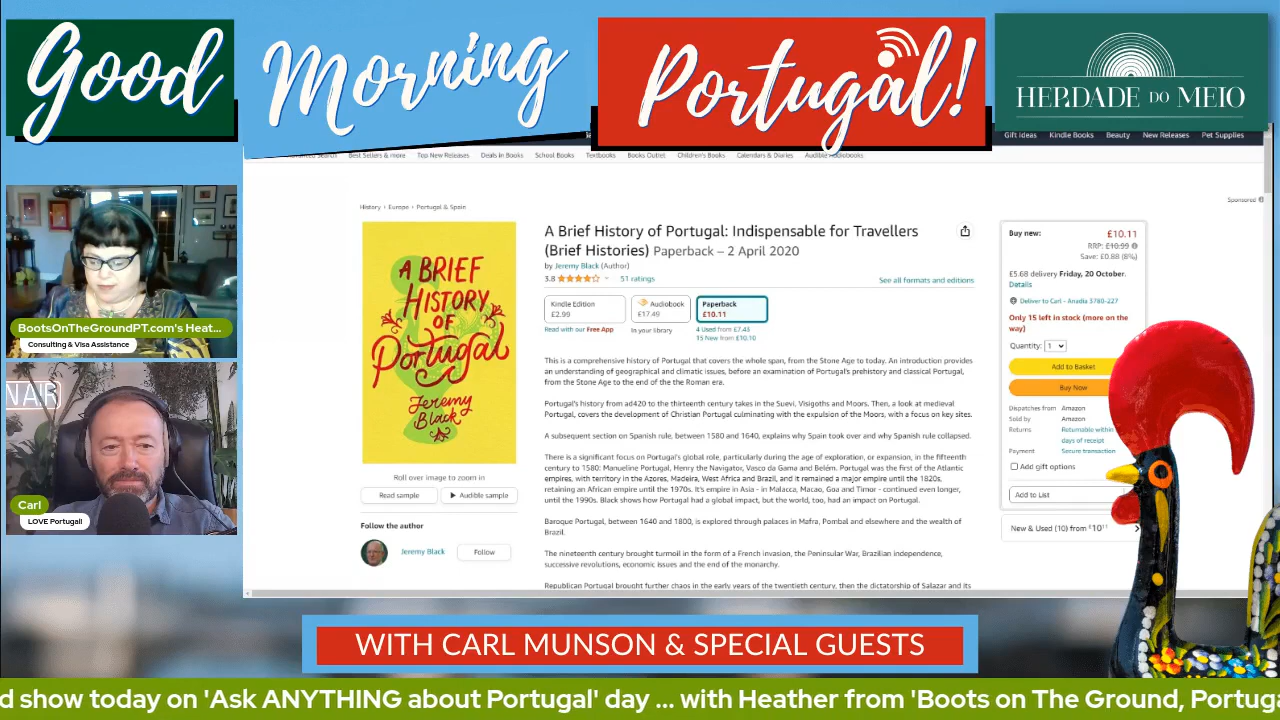 Good
Morning
Portugal!
HERDADE DO MEIO
Gift Ideas Kindle Books Beauty New Releases Pet Supplies
Best Sellers & more Top New Releases Deals in Books School Books Textbooks Books Outlet Children's Books Calendars & Diaries Audible Audiobooks
Sponsored
History › Europe › Portugal & Spain
A BRIEF
HISTORY
OF
Portugal
Jeremy
Black
Roll over image to zoom in
Read sample
Audible sample
Follow the author
Jeremy Black
Follow
A Brief History of Portugal: Indispensable for Travellers
(Brief Histories) Paperback – 2 April 2020
by Jeremy Black (Author)
3.8 51 ratings
See all formats and editions
Kindle Edition
£2.99
Read with our Free App
Audiobook
£17.49
In your library
Paperback
£10.11
4 Used from £7.43
15 New from £10.10
This is a comprehensive history of Portugal that covers the whole span, from the Stone Age to today. An introduction provides
an understanding of geographical and climatic issues, before an examination of Portugal's prehistory and classical Portugal,
from the Stone Age to the end of the the Roman era.
Portugal's history from ad420 to the thirteenth century takes in the Suevi, Visigoths and Moors. Then, a look at medieval
Portugal, covers the development of Christian Portugal culminating with the expulsion of the Moors, with a focus on key sites.
A subsequent section on Spanish rule, between 1580 and 1640, explains why Spain took over and why Spanish rule collapsed.
There is a significant focus on Portugal's global role, particularly during the age of exploration, or expansion, in the fifteenth
century to 1580: Manueline Portugal, Henry the Navigator, Vasco da Gama and Belém. Portugal was the first of the Atlantic
empires, with territory in the Azores, Madeira, West Africa and Brazil, and it remained a major empire until the 1820s,
retaining an African empire until the 1970s. It's empire in Asia - in Malacca, Macao, Goa and Timor - continued even longer,
until the 1990s. Black shows how Portugal had a global impact, but the world, too, had an impact on Portugal.
Baroque Portugal, between 1640 and 1800, is explored through palaces in Mafra, Pombal and elsewhere and the wealth of
Brazil.
The nineteenth century brought turmoil in the form of a French invasion, the Peninsular War, Brazilian independence,
successive revolutions, economic issues and the end of the monarchy.
Republican Portugal brought further chaos in the early years of the twentieth century, then the dictatorship of Salazar and its
Buy new: £10.11
RRP: £10.99
Save: £0.88 (8%)
£5.68 delivery Friday, 20 October.
Details
Deliver to Carl - Anadia 3780-227
Only 15 left in stock (more on the
way)
Quantity: 1
Add to Basket
Buy Now
Dispatches from Amazon
Sold by Amazon
Returns Returnable within
days of receipt
Payment Secure transaction
Add gift options
Add to List
New & Used (10) from £10¹¹
BootsOnTheGroundPT.com's Heat...
Consulting & Visa Assistance
NAIR
Carl
LOVE Portugal!
WITH CARL MUNSON & SPECIAL GUESTS
d show today on 'Ask ANYTHING about Portugal' day ... with Heather from 'Boots on The Ground, Portuga